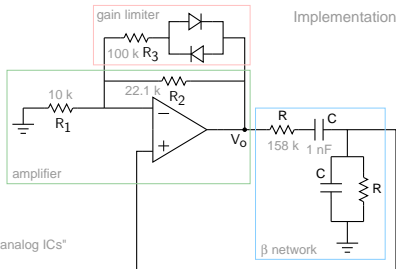 gain limiter
Implementation
100 k
R3
10 k
22.1 k
R1
R2
amplifier
Vo
R
C
158 k
1 nF
C
R
β network
analog ICs"